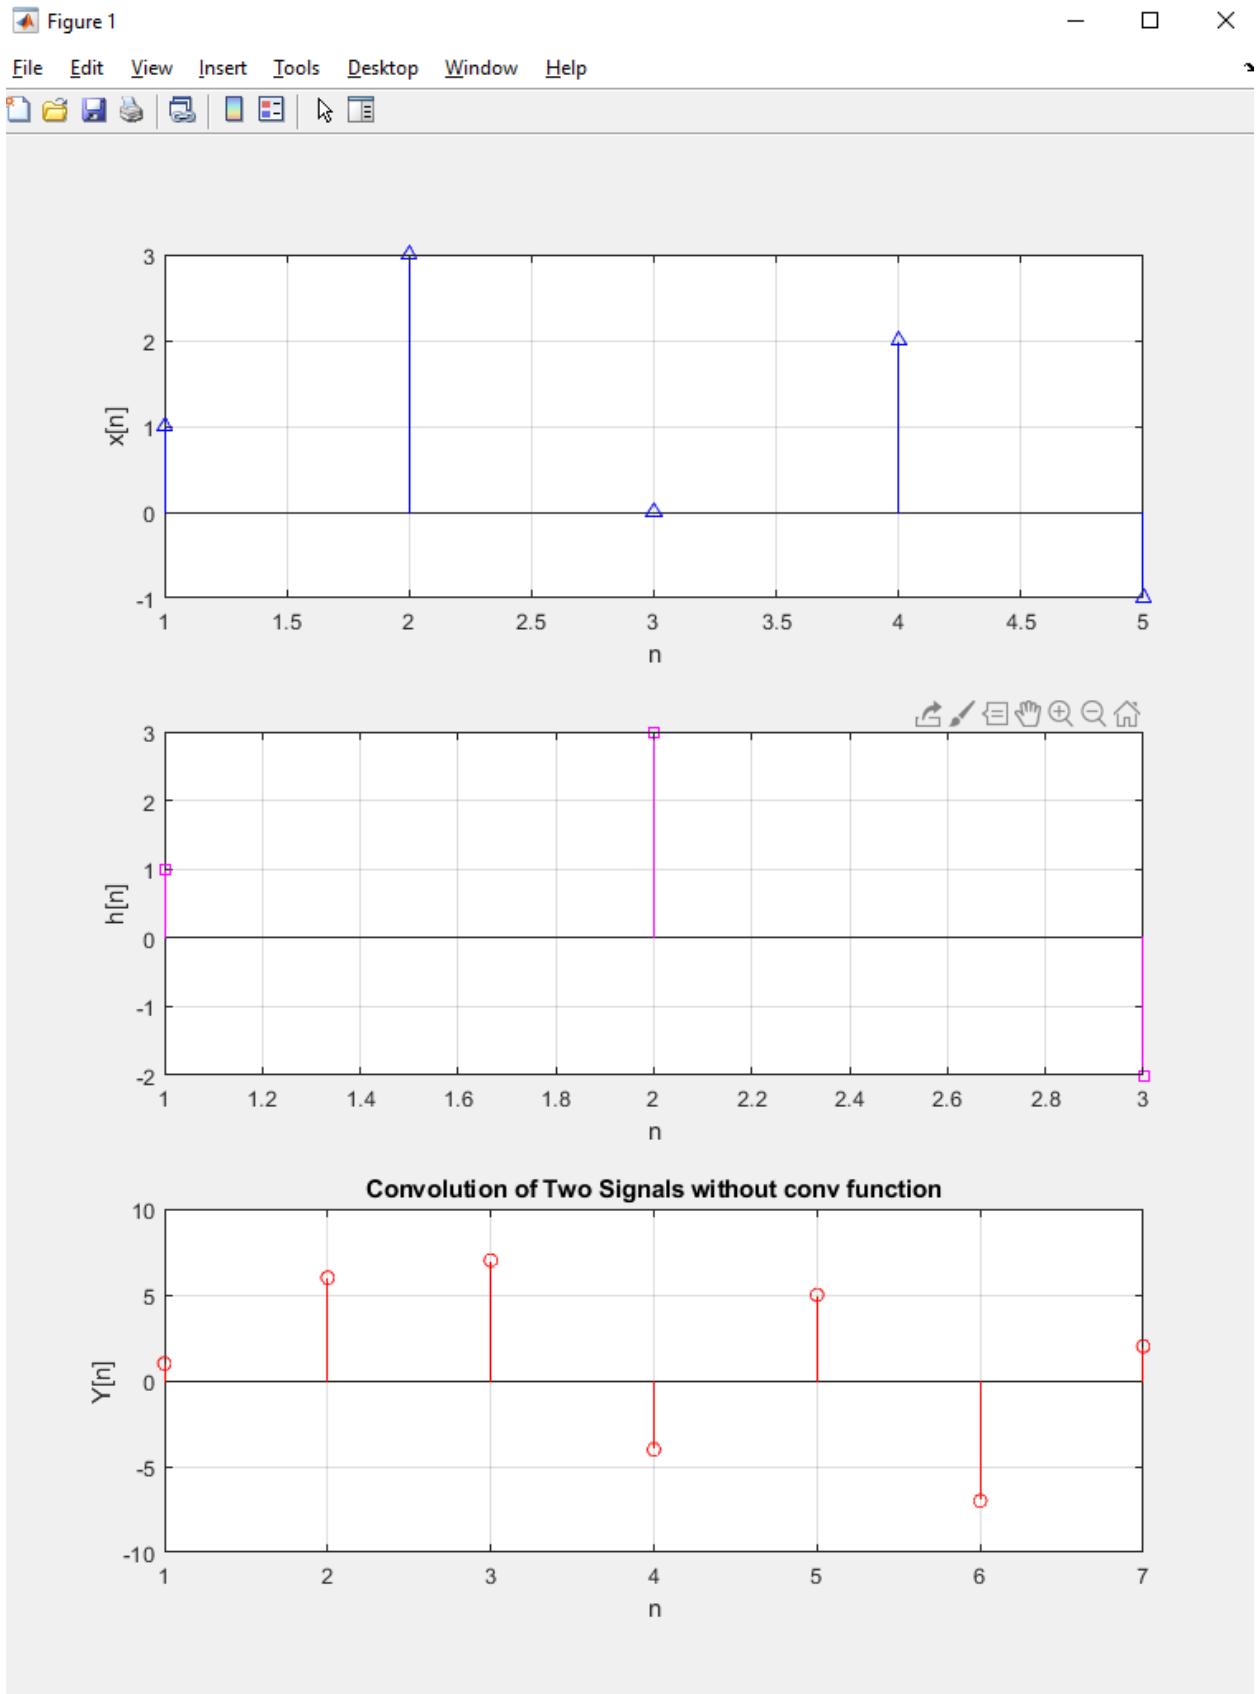 Figure 1
File Edit View Insert Tools Desktop Window Help
3
2
1
0
-1
x[n]
1 1.5 2 2.5 3 3.5 4 4.5 5
n
3
2
1
0
-1
-2
h[n]
1 1.2 1.4 1.6 1.8 2 2.2 2.4 2.6 2.8 3
n
Convolution of Two Signals without conv function
10
5
0
-5
-10
Y[n]
1 2 3 4 5 6 7
n